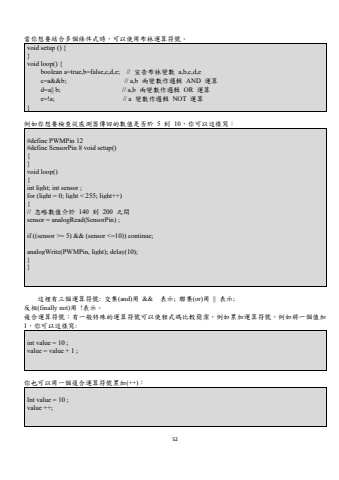 當你想要結合多個條件式時，可以使用布林運算符號。
void setup () {
}
void loop() {
boolean a=true,b=false,c,d,e; // 宣告布林變數 a,b,c,d,e
c=a&&b; // a,b 兩變數作邏輯 AND 運算
d=a|| b; // a,b 兩變數作邏輯 OR 運算
e=!a; // a 變數作邏輯 NOT 運算
}
例如你想要檢查從感測器傳回的數值是否於 5 到 10，你可以這樣寫：
#define PWMPin 12
#define SensorPin 8 void setup()
{
}
void loop()
{
int light; int sensor ;
for (light = 0; light < 255; light++)
{
// 忽略數值介於 140 到 200 之間
sensor = analogRead(SensorPin) ;
if ((sensor >= 5) && (sensor <=10)) continue;
analogWrite(PWMPin, light); delay(10);
}
}
這裡有三個運算符號: 交集(and)用 && 表示; 聯集(or)用 || 表示;
反相(finally not)用 !表示。
複合運算符號：有一般特殊的運算符號可以使程式碼比較簡潔，例如累加運算符號。例如將一個值加
1，你可以這樣寫:
int value = 10 ;
value = value + 1 ;
你也可以用一個複合運算符號累加(++)：
Int value = 10 ;
value ++;
52